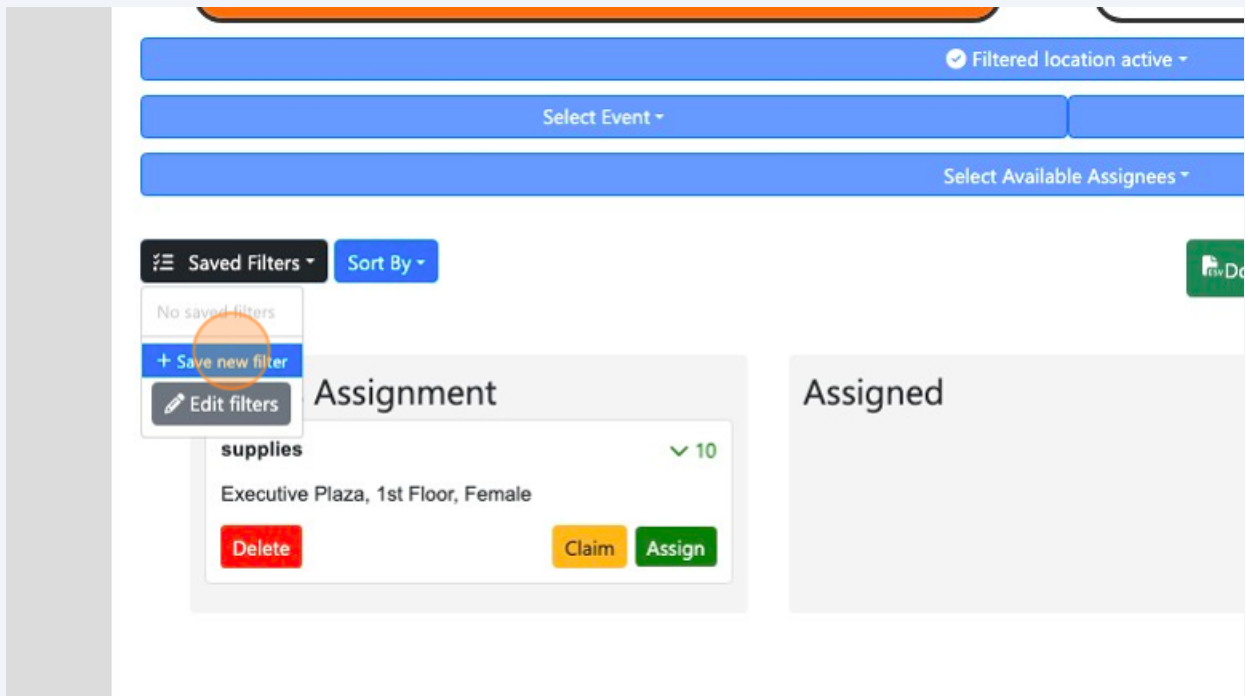 Filtered location active
Select Event
Select Available Assignees
Saved Filters
Sort By
CSV
No saved filters
+ Save new filter
Edit filters
Assignment
Assigned
supplies
10
Executive Plaza, 1st Floor, Female
Delete
Claim
Assign